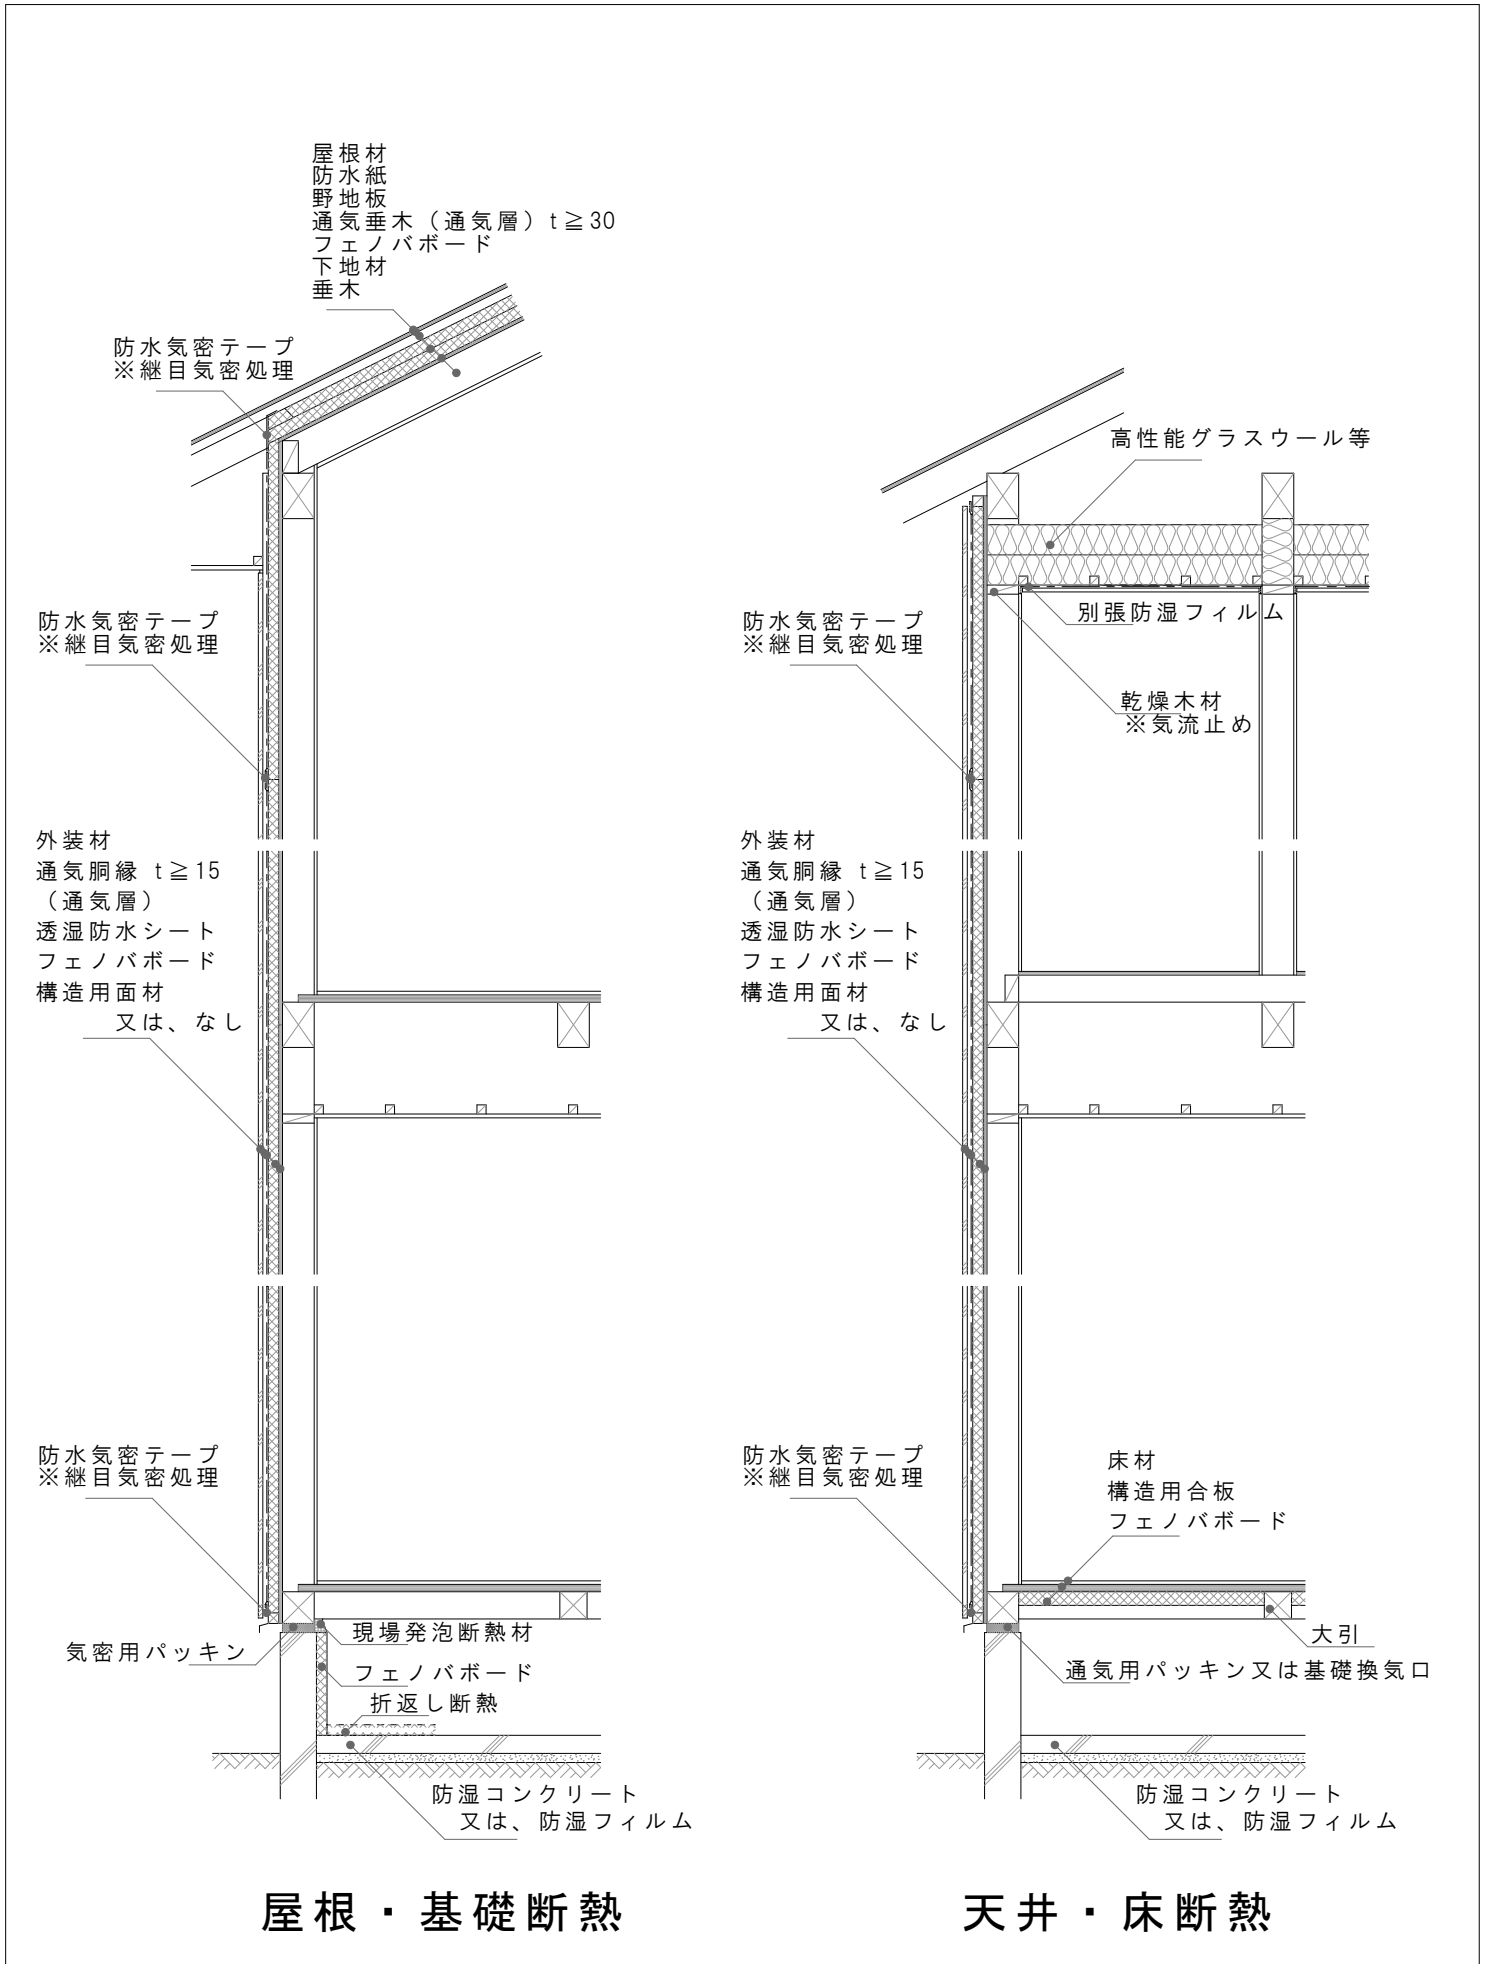 屋根材
防水紙
野地板
通気垂木（通気層）t≧30
フェノバボード
下地材
垂木
防水気密テープ
※継目気密処理
防水気密テープ
※継目気密処理
外装材
通気胴縁 t≧15
（通気層）
透湿防水シート
フェノバボード
構造用面材
又は、なし
防水気密テープ
※継目気密処理
気密用パッキン
現場発泡断熱材
フェノバボード
折返し断熱
防湿コンクリート
又は、防湿フィルム
屋根・基礎断熱
高性能グラスウール等
別張防湿フィルム
防水気密テープ
※継目気密処理
乾燥木材
※気流止め
外装材
通気胴縁 t≧15
（通気層）
透湿防水シート
フェノバボード
構造用面材
又は、なし
防水気密テープ
※継目気密処理
床材
構造用合板
フェノバボード
大引
通気用パッキン又は基礎換気口
防湿コンクリート
又は、防湿フィルム
天井・床断熱